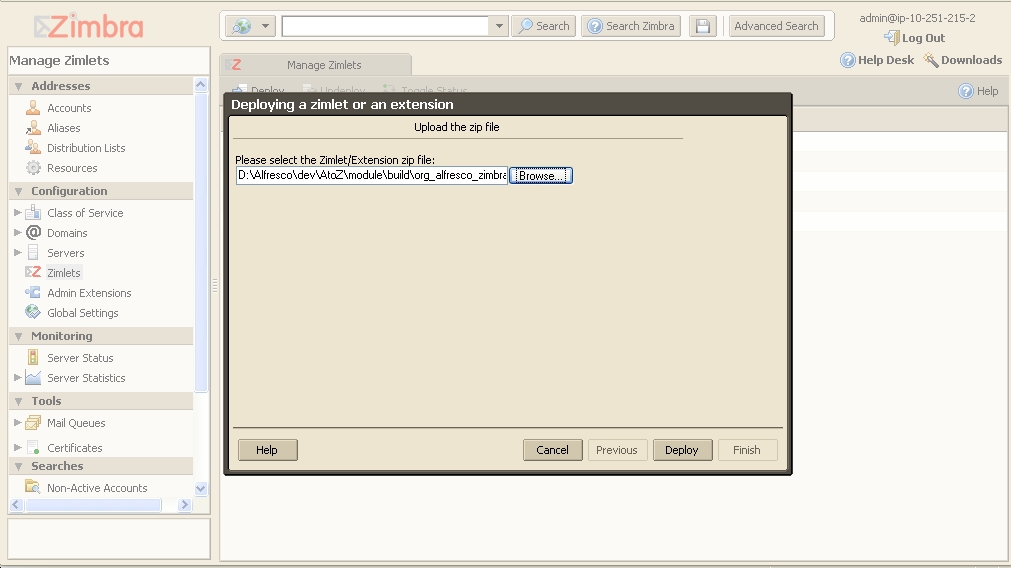 Zimbra
Search
Search Zimbra
Advanced Search
admin@ip-10-251-215-2
Log Out
Help Desk
Downloads
Manage Zimlets
Manage Zimlets
Deploy
Undeploy
Toggle Status
Help
Addresses
Accounts
Aliases
Distribution Lists
Resources
Configuration
Class of Service
Domains
Servers
Zimlets
Admin Extensions
Global Settings
Monitoring
Server Status
Server Statistics
Tools
Mail Queues
Certificates
Searches
Non-Active Accounts
Deploying a zimlet or an extension
Upload the zip file
Please select the Zimlet/Extension zip file:
D:\Alfresco\dev\AtoZ\module\build\org_alfresco_zimbra
Browse...
Help
Cancel
Previous
Deploy
Finish